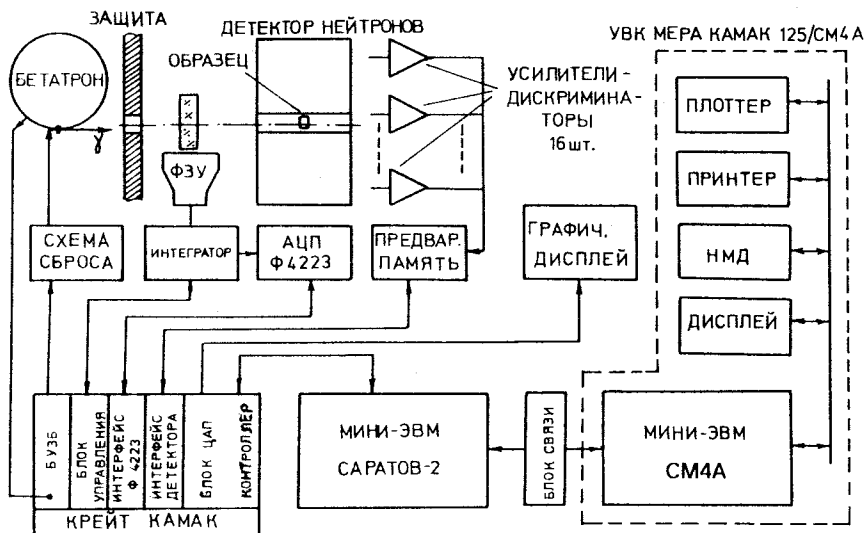 ЗАЩИТА
ДЕТЕКТОР НЕЙТРОНОВ
УВК МЕРА КАМАК 125/СМ4А
БЕТАТРОН
ОБРАЗЕЦ
УСИЛИТЕЛИ-
ДИСКРИМИНА-
ТОРЫ
16 шт.
γ
ФЭУ
ПЛОТТЕР
ПРИНТЕР
НМД
ДИСПЛЕЙ
СХЕМА
СБРОСА
ИНТЕГРАТОР
АЦП
Ф 4223
ПРЕДВАР.
ПАМЯТЬ
ГРАФИЧ.
ДИСПЛЕЙ
БУЗБ
БЛОК
УПРАВЛЕНИЯ
ИНТЕРФЕЙС
Ф 4223
ИНТЕРФЕЙС
ДЕТЕКТОРА
БЛОК ЦАП
КОНТРОЛЛЕР
КРЕЙТ КАМАК
МИНИ-ЭВМ
САРАТОВ-2
БЛОК СВЯЗИ
МИНИ-ЭВМ
СМ4А